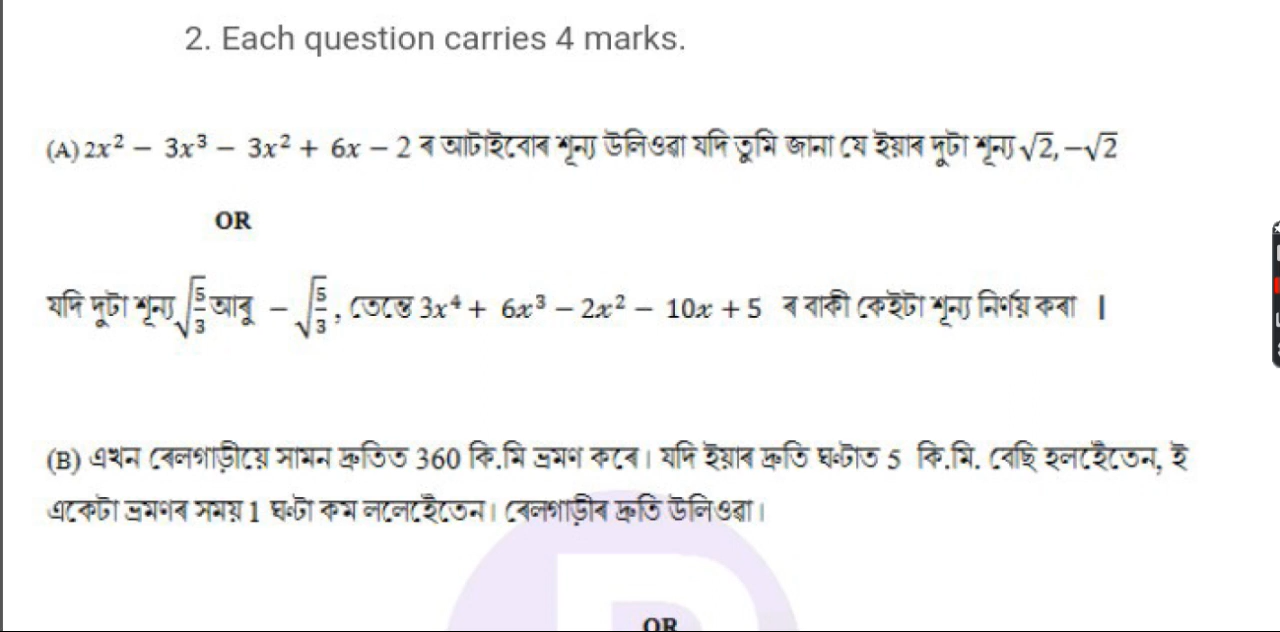 2. Each question carries 4 marks.
(A) 2x² − 3x³ − 3x² + 6x − 2 ৰ আটাইবোৰ শূন্য উলিওৱা যদি তুমি জানা যে ইয়াৰ দুটা শূন্য √2, −√2
OR
যদি দুটা শূন্য √(5/3) আৰু − √(5/3), তেন্তে 3x⁴ + 6x³ − 2x² − 10x + 5 ৰ বাকী কেইটা শূন্য নিৰ্ণয় কৰা |
(B) এখন ৰেলগাড়ীয়ে সামন দ্ৰুতিত 360 কি.মি ভ্ৰমণ কৰে। যদি ইয়াৰ দ্ৰুতি ঘণ্টাত 5 কি.মি. বেছি হলহেঁতেন, ই
একেটা ভ্ৰমণৰ সময় 1 ঘণ্টা কম ললেহেঁতেন। ৰেলগাড়ীৰ দ্ৰুতি উলিওৱা।
OR